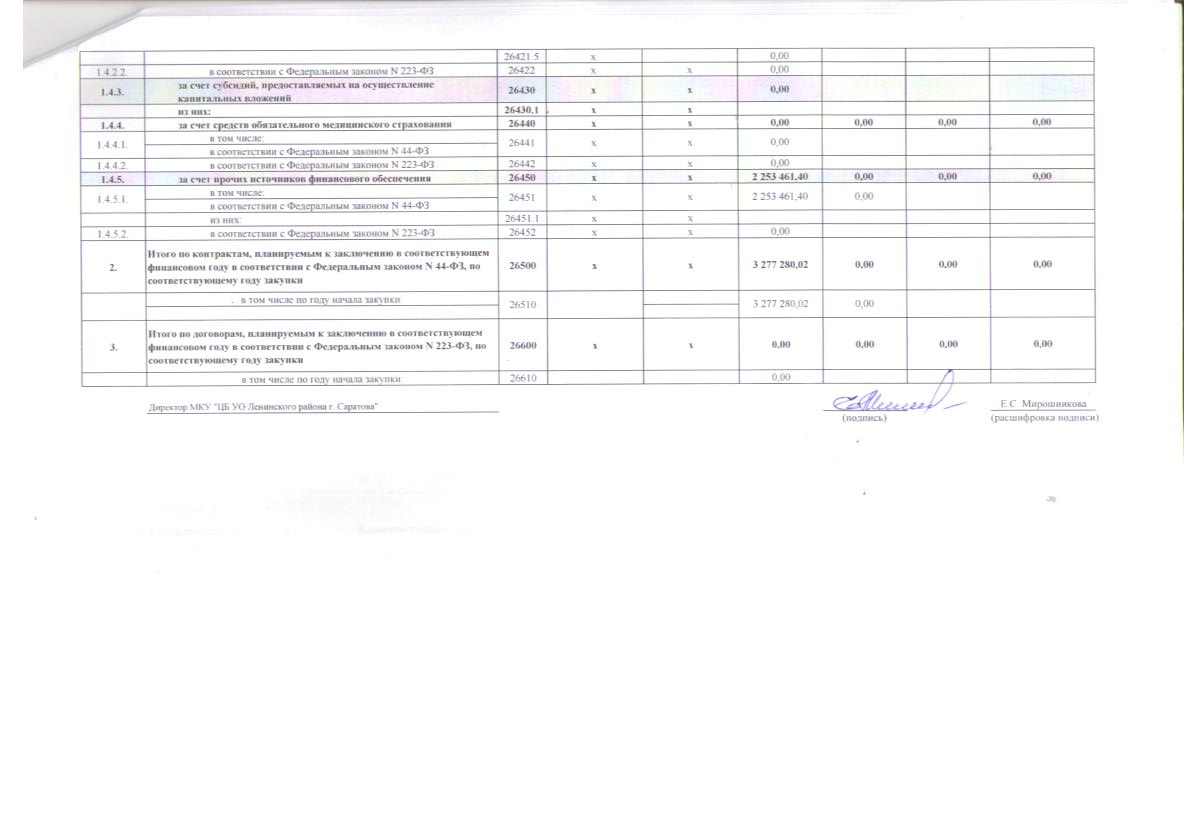 26421.5 х 0,00
1.4.2.2. в соответствии с Федеральным законом N 223-ФЗ 26422 х х 0,00
за счет субсидий, предоставляемых на осуществление
1.4.3. капитальных вложений 26430 х х 0,00
из них: 26430.1 х х
1.4.4. за счет средств обязательного медицинского страхования 26440 х х 0,00 0,00 0,00 0,00
в том числе:
1.4.4.1. в соответствии с Федеральным законом N 44-ФЗ 26441 х х 0,00
1.4.4.2. в соответствии с Федеральным законом N 223-ФЗ 26442 х х 0,00
1.4.5. за счет прочих источников финансового обеспечения 26450 х х 2 253 461,40 0,00 0,00 0,00
в том числе:
1.4.5.1. в соответствии с Федеральным законом N 44-ФЗ 26451 х х 2 253 461,40 0,00
из них: 26451.1 х х
1.4.5.2. в соответствии с Федеральным законом N 223-ФЗ 26452 х х 0,00
Итого по контрактам, планируемым к заключению в соответствующем
2. финансовом году в соответствии с Федеральным законом N 44-ФЗ, по 26500 х х 3 277 280,02 0,00 0,00 0,00
соответствующему году закупки
в том числе по году начала закупки: 26510 3 277 280,02 0,00
Итого по договорам, планируемым к заключению в соответствующем
3. финансовом году в соответствии с Федеральным законом N 223-ФЗ, по 26600 х х 0,00 0,00 0,00 0,00
соответствующему году закупки
в том числе по году начала закупки: 26610 0,00
Директор МКУ "ЦБ УО Ленинского района г. Саратова" Е.С. Мирошникова
(подпись) (расшифровка подписи)